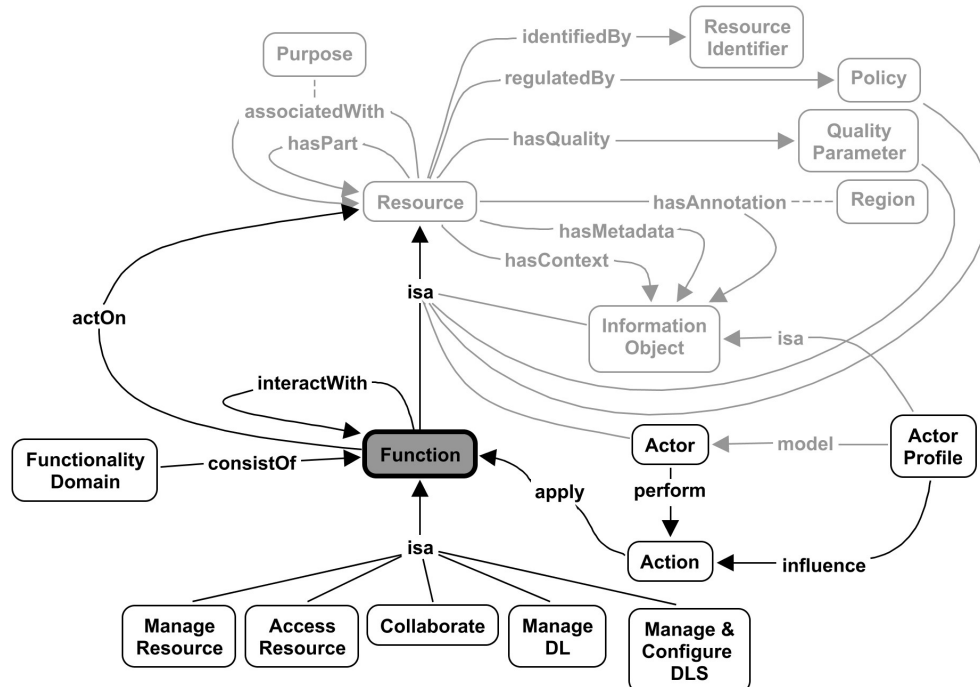 identifiedBy
Resource
Identifier
Purpose
regulatedBy
Policy
associatedWith
hasPart
hasQuality
Quality
Parameter
Resource
hasAnnotation
Region
hasMetadata
hasContext
isa
actOn
Information
Object
isa
interactWith
Function
Actor
model
Actor
Profile
Functionality
Domain
consistOf
apply
perform
Action
influence
isa
Manage
Resource
Access
Resource
Collaborate
Manage
DL
Manage &
Configure
DLS